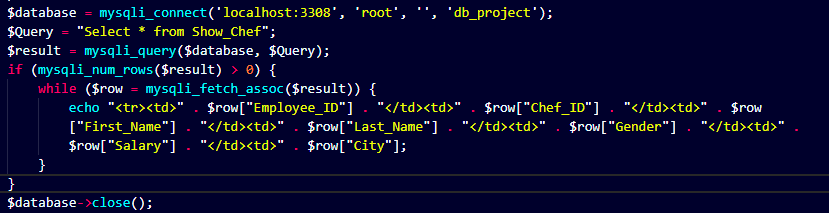 $database = mysqli_connect('localhost:3308', 'root', '', 'db_project');
$Query = "Select * from Show_Chef";
$result = mysqli_query($database, $Query);
if (mysqli_num_rows($result) > 0) {
while ($row = mysqli_fetch_assoc($result)) {
echo "<tr><td>" . $row["Employee_ID"] . "</td><td>" . $row["Chef_ID"] . "</td><td>" . $row
["First_Name"] . "</td><td>" . $row["Last_Name"] . "</td><td>" . $row["Gender"] . "</td><td>" .
$row["Salary"] . "</td><td>" . $row["City"];
}
}
$database->close();